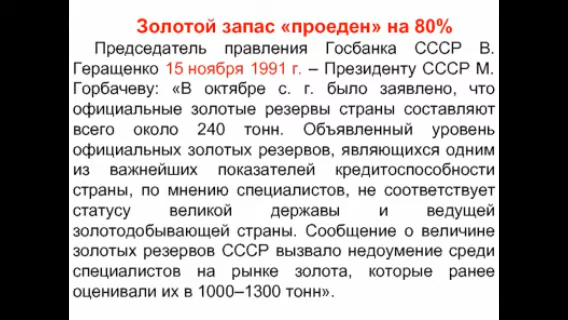 Золотой запас «проеден» на 80%
Председатель правления Госбанка СССР В.
Геращенко 15 ноября 1991 г. – Президенту СССР М.
Горбачеву: «В октябре с. г. было заявлено, что
официальные золотые резервы страны составляют
всего около 240 тонн. Объявленный уровень
официальных золотых резервов, являющихся одним
из важнейших показателей кредитоспособности
страны, по мнению специалистов, не соответствует
статусу великой державы и ведущей
золотодобывающей страны. Сообщение о величине
золотых резервов СССР вызвало недоумение среди
специалистов на рынке золота, которые ранее
оценивали их в 1000–1300 тонн».